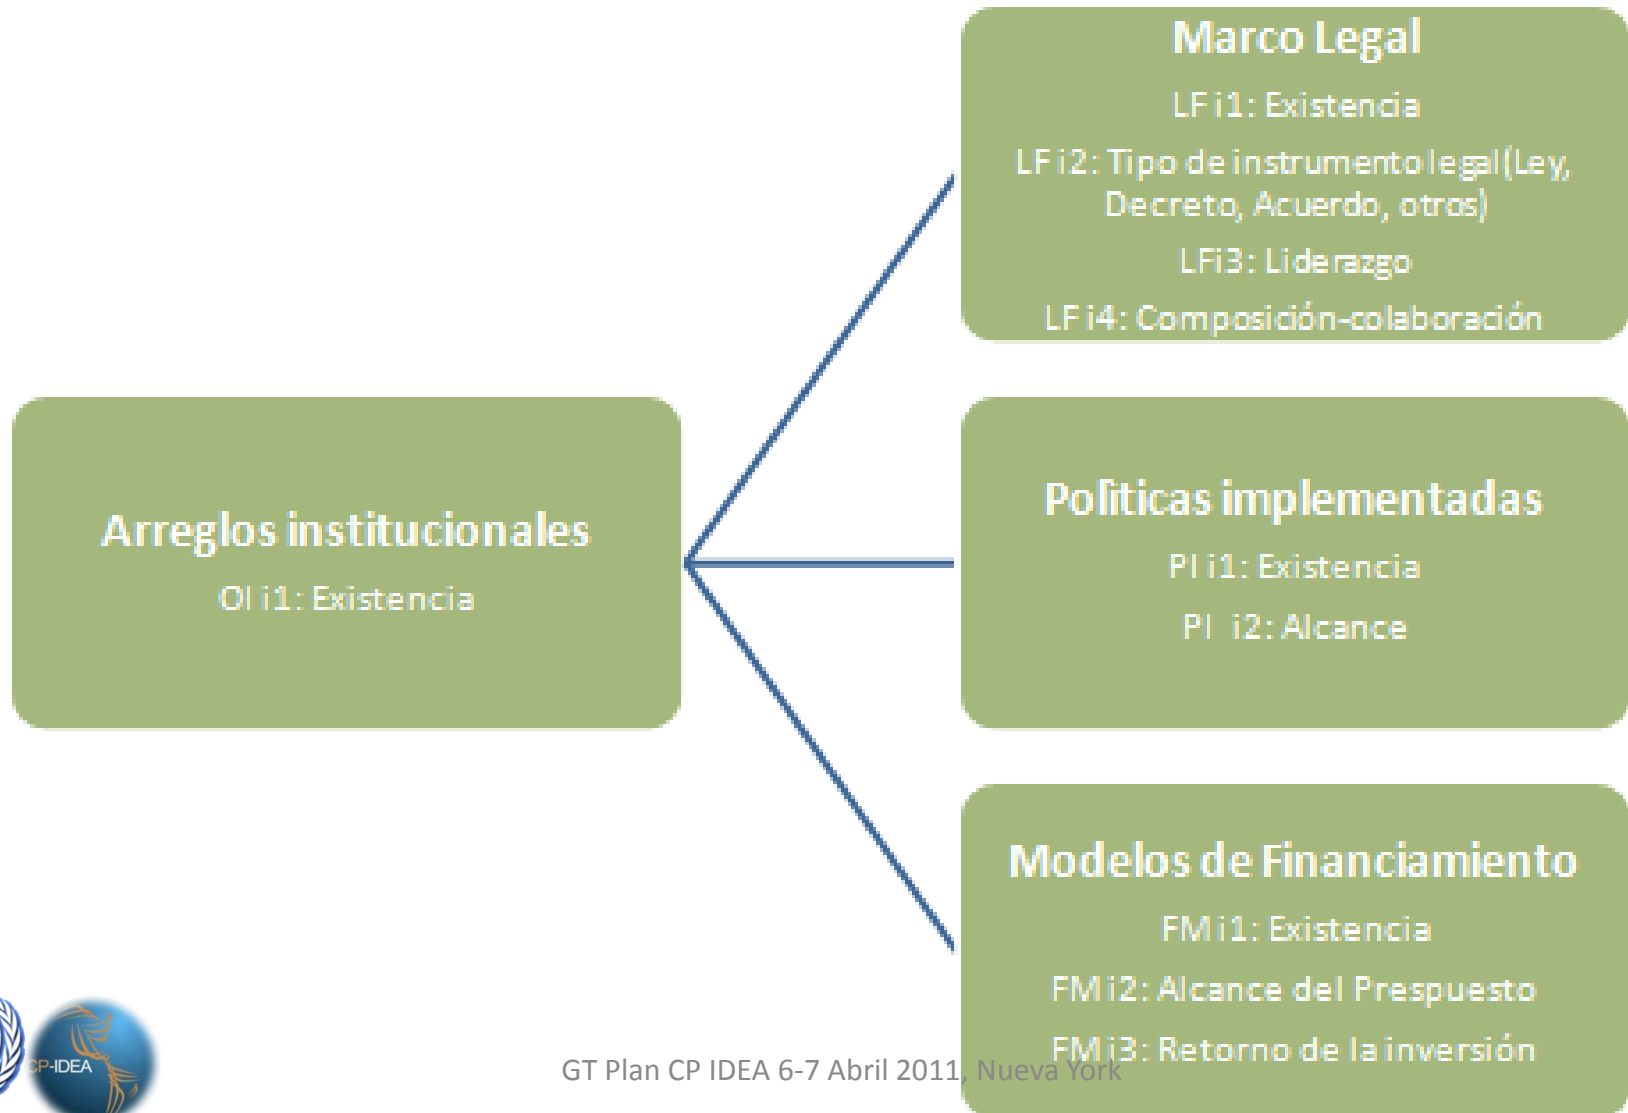 Marco Legal
LF i1: Existencia
LF i2: Tipo de instrumento legal(Ley,
Decreto, Acuerdo, otros)
LFi3: Liderazgo
LF i4: Composición-colaboración
Arreglos institucionales
OI i1: Existencia
Políticas implementadas
PI i1: Existencia
PI i2: Alcance
Modelos de Financiamiento
FM i1: Existencia
FM i2: Alcance del Prespuesto
FM i3: Retorno de la inversión
CP-IDEA
GT Plan CP IDEA 6-7 Abril 2011, Nueva York